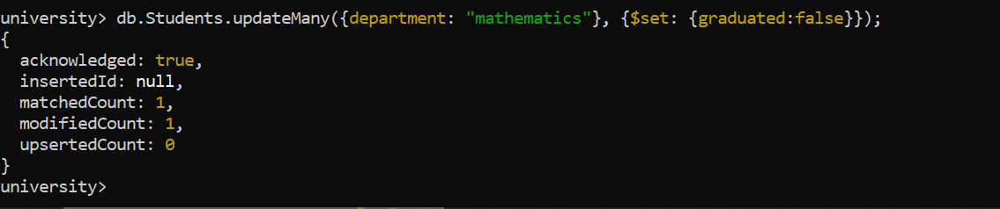 university> db.Students.updateMany({department: "mathematics"}, {$set: {graduated:false}});
{
  acknowledged: true,
  insertedId: null,
  matchedCount: 1,
  modifiedCount: 1,
  upsertedCount: 0
}
university>